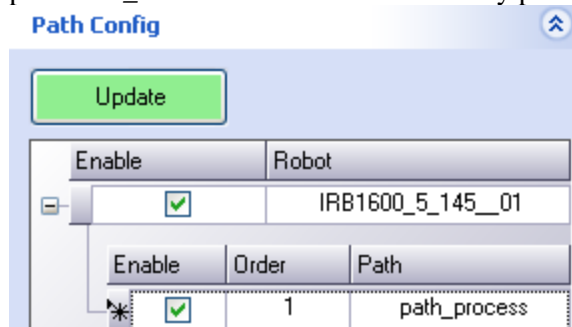 Path Config
Update
Enable Robot
IRB1600_5_145__01
Enable Order Path
1 path_process